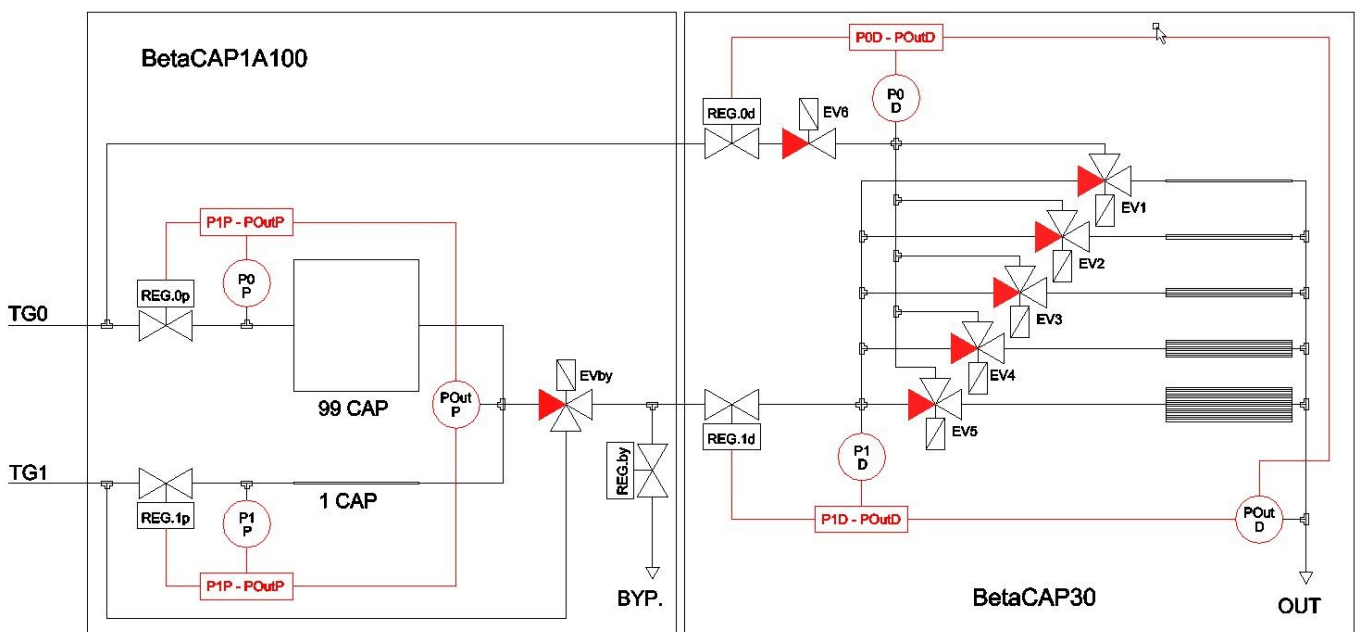 BetaCAP1A100
P0D - POutD
P0
D
REG.0d
EV6
EV1
P1P - POutP
EV2
P0
P
REG.0p
EV3
TG0
EV4
EVby
POut
P
99 CAP
EV5
REG.1d
P1
D
REG.by
TG1
1 CAP
REG.1p
P1
P
P1D - POutD
POut
D
P1P - POutP
BYP.
BetaCAP30
OUT